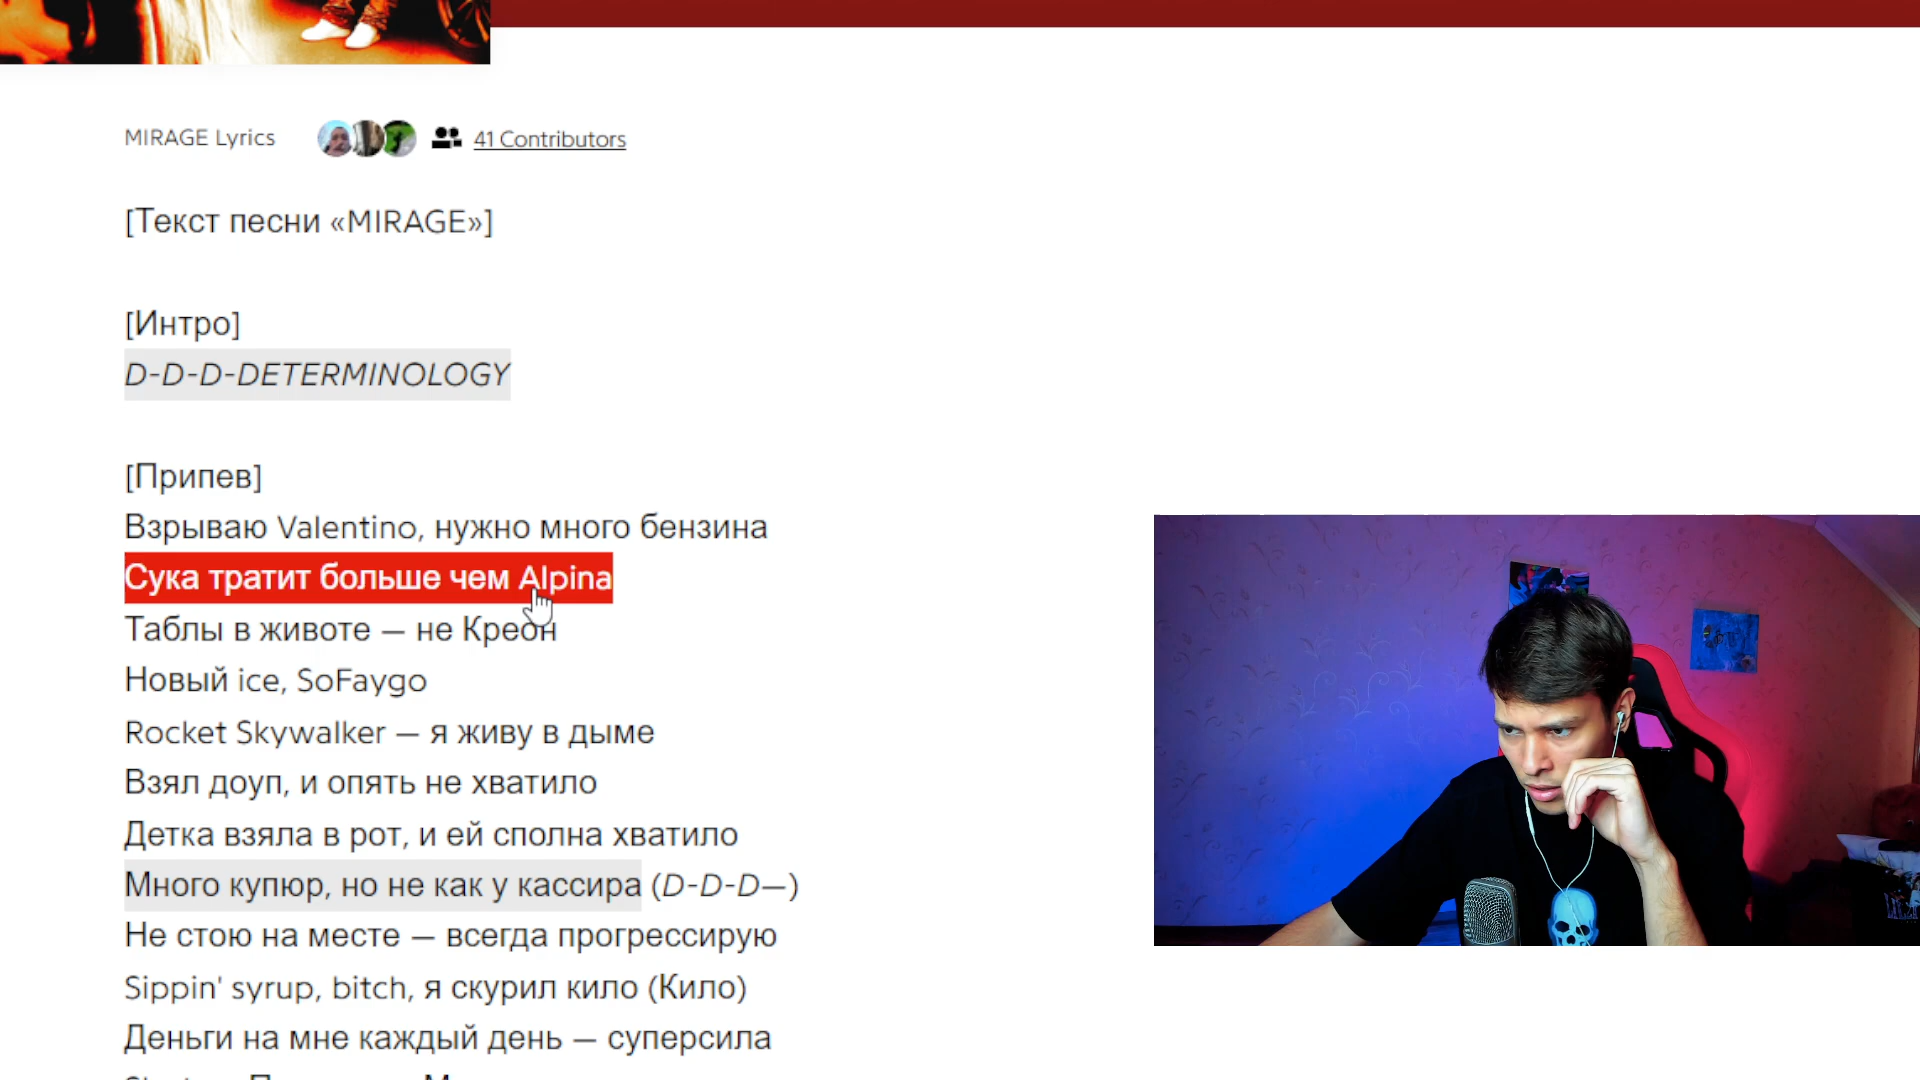 MIRAGE Lyrics 41 Contributors
[Текст песни «MIRAGE»]
[Интро]
D-D-D-DETERMINOLOGY
[Припев]
Взрываю Valentino, нужно много бензина
Сука тратит больше чем Alpina
Таблы в животе — не Креон
Новый ice, SoFaygo
Rocket Skywalker — я живу в дыме
Взял доуп, и опять не хватило
Детка взяла в рот, и ей сполна хватило
Много купюр, но не как у кассира (D-D-D—)
Не стою на месте — всегда прогрессирую
Sippin' syrup, bitch, я скурил кило (Кило)
Деньги на мне каждый день — суперсила